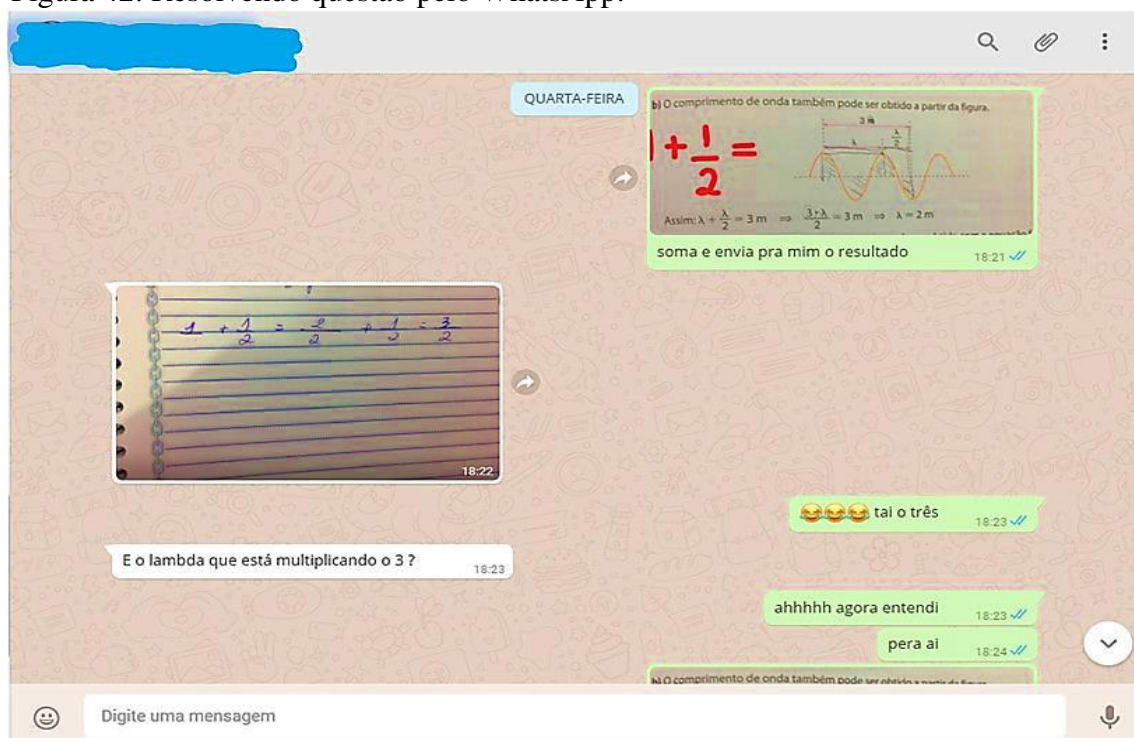 Figura 42: Resolvendo questão pelo WhatsApp.
QUARTA-FEIRA
b) O comprimento de onda também pode ser obtido a partir da figura.
3 m
λ
λ/2
+ 1/2 =
Assim: λ + λ/2 = 3 m ⇒ 3·λ/2 = 3 m ⇒ λ = 2 m
soma e envia pra mim o resultado
18:21
1 + 1/2 = 2/2 + 1/2 = 3/2
18:22
😂😂😂 tai o três
18:23
E o lambda que está multiplicando o 3 ?
18:23
ahhhhh agora entendi
18:23
pera ai
18:24
b) O comprimento de onda também pode ser obtido a partir da figura.
Digite uma mensagem